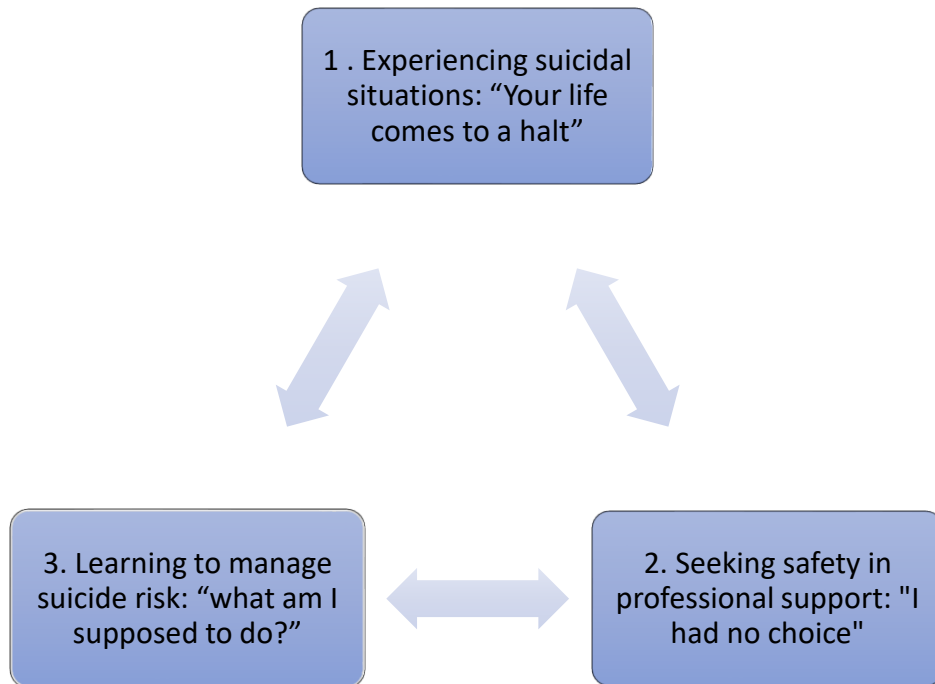 1 . Experiencing suicidal
situations: “Your life
comes to a halt”
3. Learning to manage
suicide risk: “what am I
supposed to do?”
2. Seeking safety in
professional support: "I
had no choice"